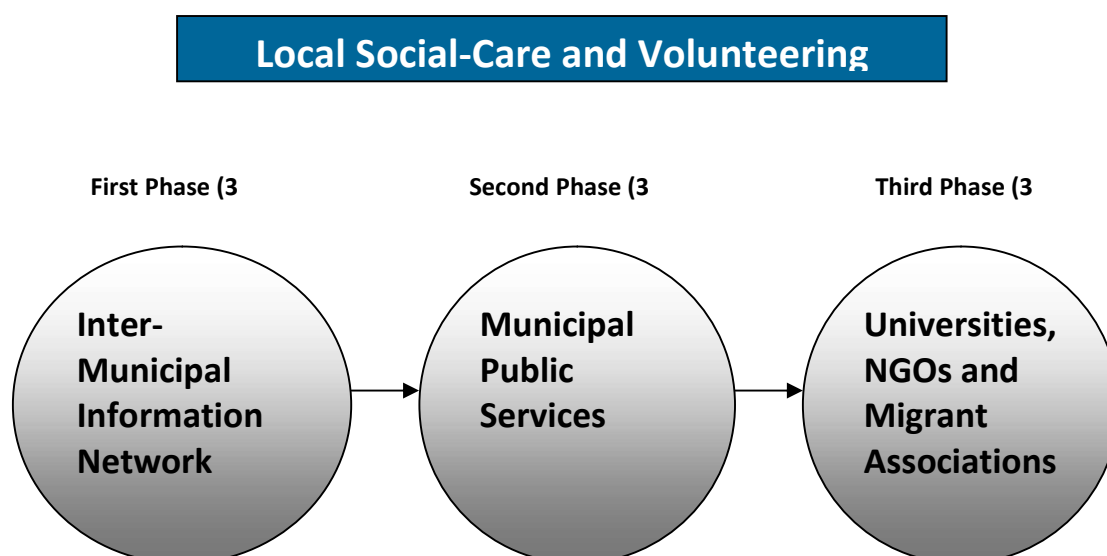 Local Social-Care and Volunteering
First Phase (3
Second Phase (3
Third Phase (3
Inter-
Municipal
Information
Network
Municipal
Public
Services
Universities,
NGOs and
Migrant
Associations